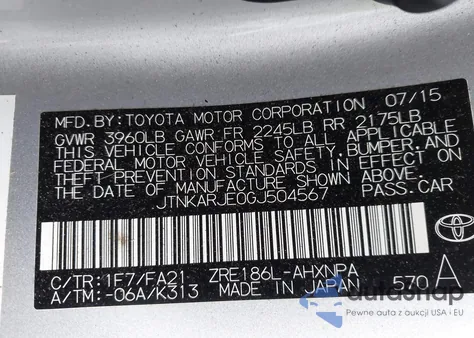 MFD.BY:TOYOTA MOTOR CORPORATION 07/15
GVWR 3960LB GAWR FR 2245LB RR 2175LB
THIS VEHICLE CONFORMS TO ALL APPLICABLE
FEDERAL MOTOR VEHICLE SAFETY,BUMPER,AND
THEFT PREVENTION STANDARDS IN EFFECT ON
THE DATE OF MANUFACTURE SHOWN ABOVE.
JTNKARJE0GJ504567 PASS.CAR
C/TR:1F7/FA21 ZRE186L-AHXNPA
A/TM:-06A/K313 MADE IN JAPAN 570 A
autosnap
Pewne auta z aukcji USA i EU